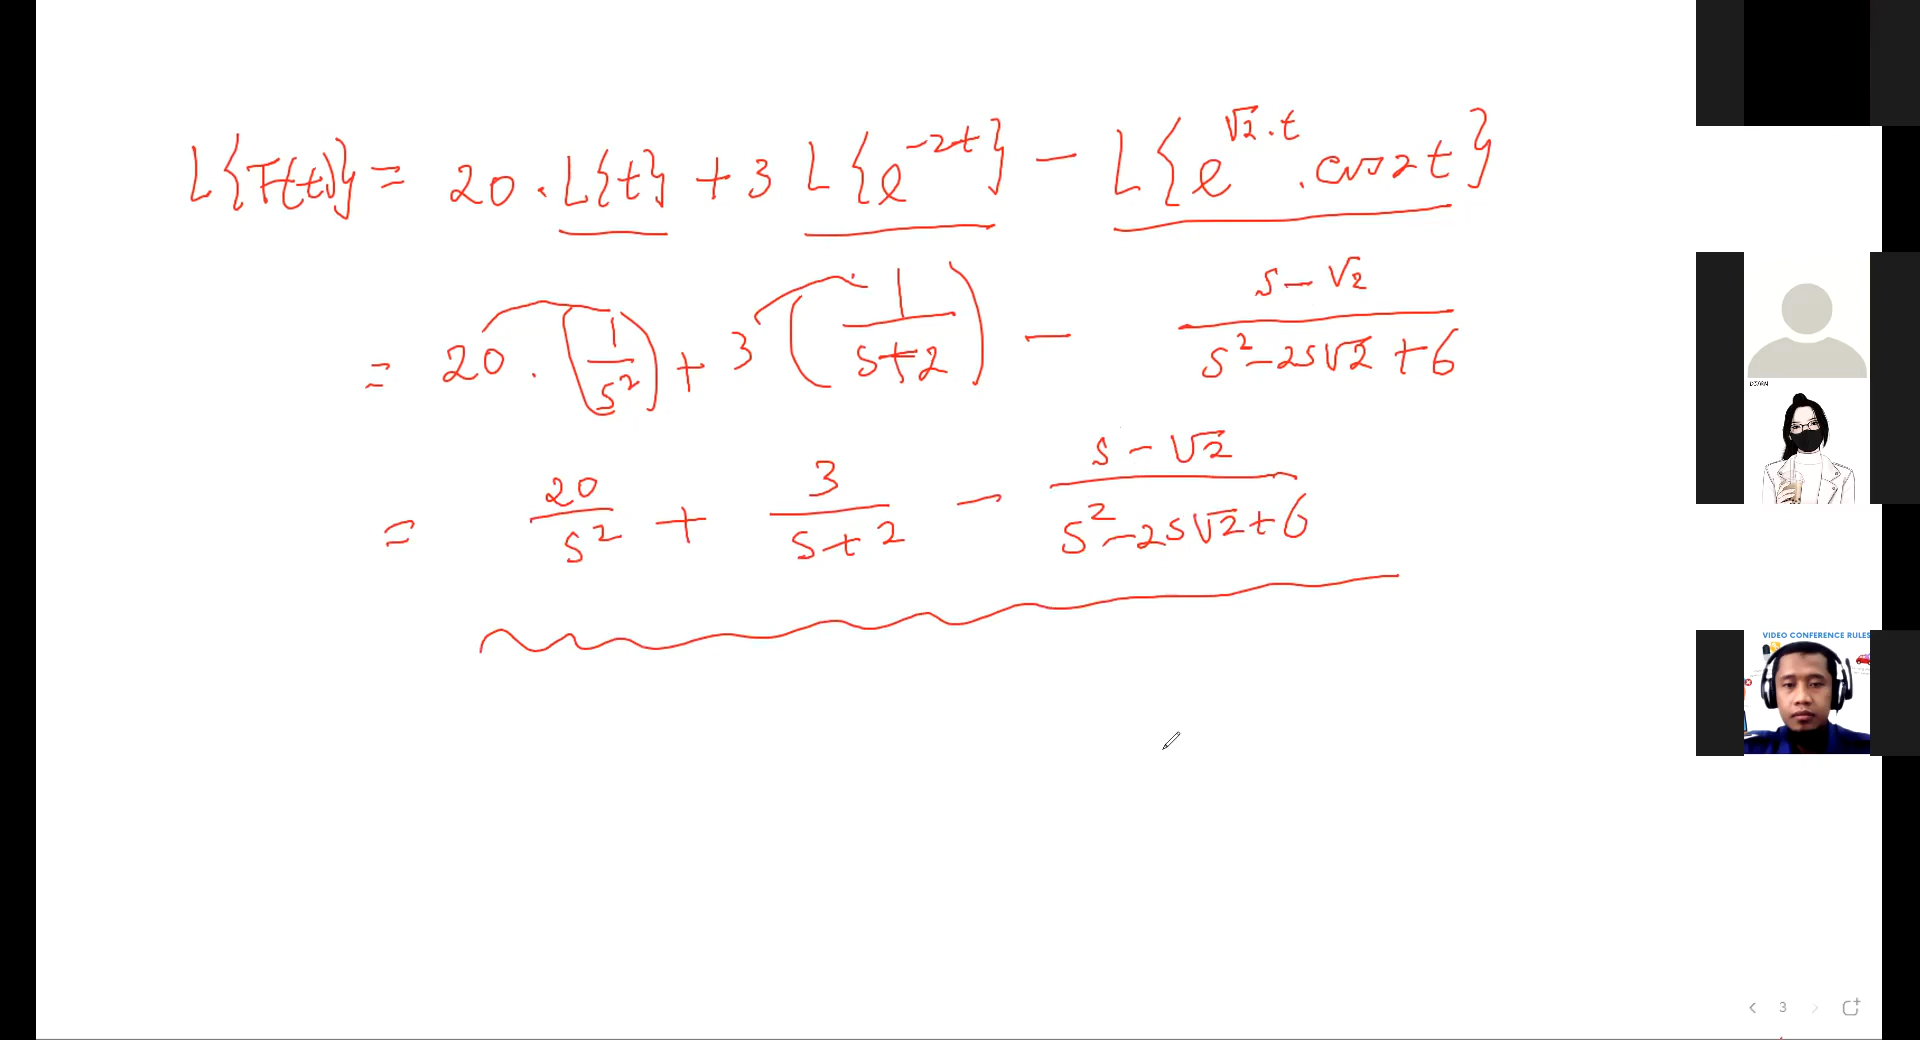 L{F(t)} = 20 . L{t} + 3 L{e^{-2t}} - L{e^{√2 . t} . cos 2t}
= 20 . (1/s²) + 3 (1/(s+2)) - (s - √2)/(s² - 2s√2 + 6)
= 20/s² + 3/(s+2) - (s - √2)/(s² - 2s√2 + 6)
VIDEO CONFERENCE RULES
3